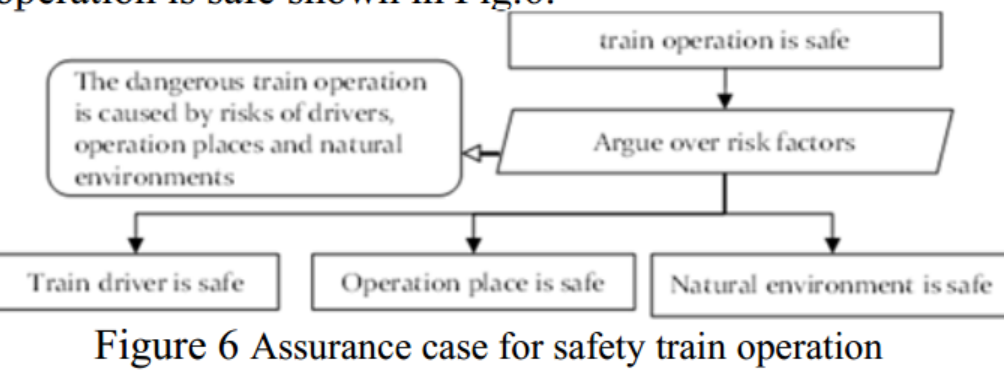 operation is safe shown in Fig.6.
train operation is safe
The dangerous train operation
is caused by risks of drivers,
operation places and natural
environments
Argue over risk factors
Train driver is safe
Operation place is safe
Natural environment is safe
Figure 6 Assurance case for safety train operation